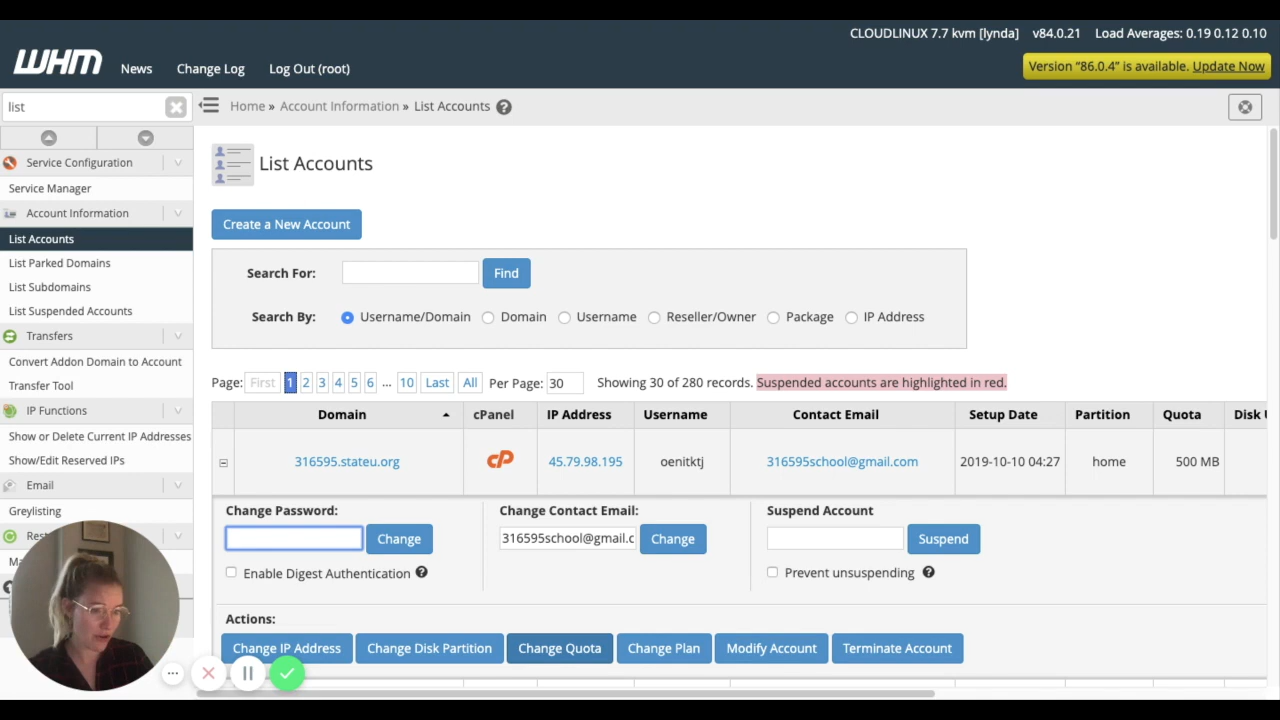 CLOUDLINUX 7.7 kvm [lynda] v84.0.21 Load Averages: 0.19 0.12 0.10
WHM News Change Log Log Out (root)
Version "86.0.4" is available. Update Now
list
Home » Account Information » List Accounts
Service Configuration
Service Manager
Account Information
List Accounts
List Parked Domains
List Subdomains
List Suspended Accounts
Transfers
Convert Addon Domain to Account
Transfer Tool
IP Functions
Show or Delete Current IP Addresses
Show/Edit Reserved IPs
Email
Greylisting
List Accounts
Create a New Account
Search For: Find
Search By: Username/Domain Domain Username Reseller/Owner Package IP Address
Page: First 1 2 3 4 5 6 ... 10 Last All Per Page: 30 Showing 30 of 280 records. Suspended accounts are highlighted in red.
Domain cPanel IP Address Username Contact Email Setup Date Partition Quota Disk
316595.stateu.org cP 45.79.98.195 oenitktj 316595school@gmail.com 2019-10-10 04:27 home 500 MB
Change Password: Change Contact Email: Suspend Account
Change 316595school@gmail.c Change Suspend
Enable Digest Authentication Prevent unsuspending
Actions:
Change IP Address Change Disk Partition Change Quota Change Plan Modify Account Terminate Account